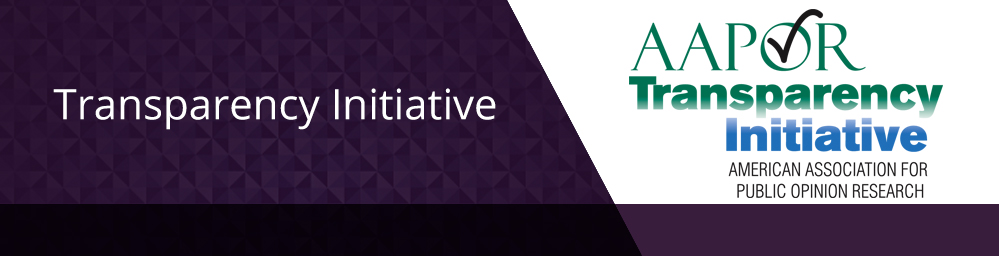 Transparency Initiative
AAPOR
Transparency
Initiative
AMERICAN ASSOCIATION FOR
PUBLIC OPINION RESEARCH